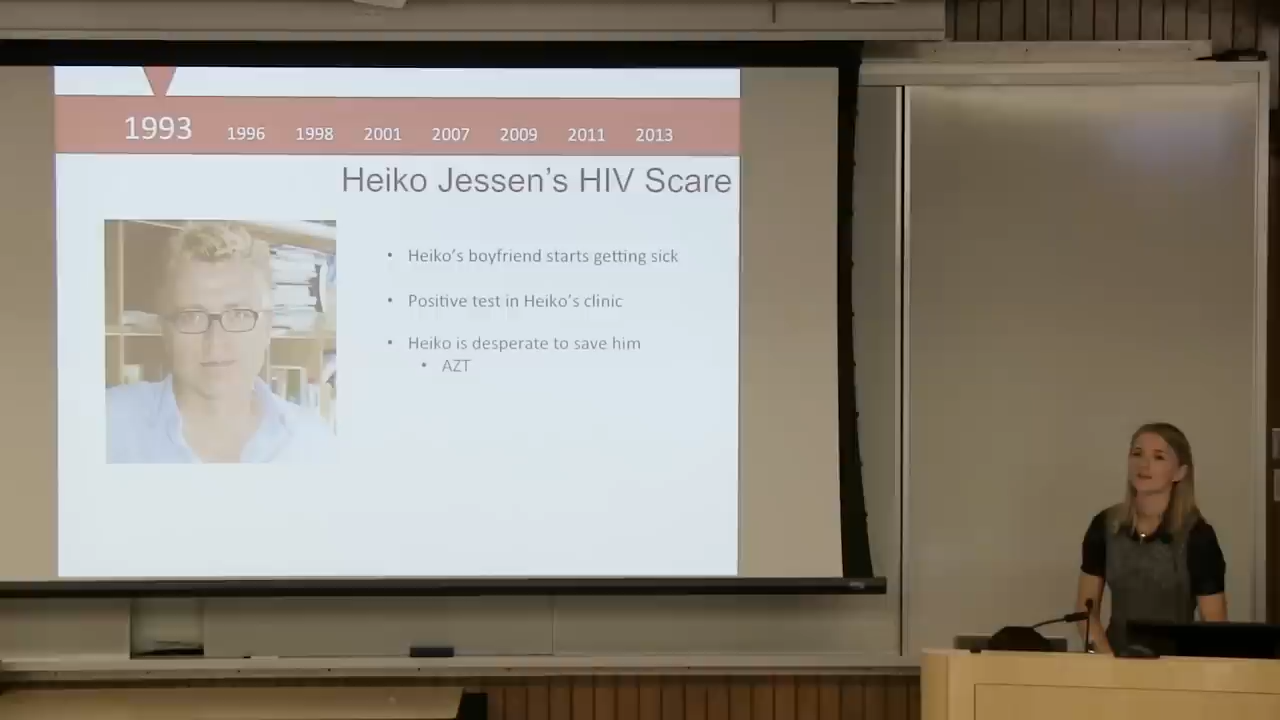 1993 1996 1998 2001 2007 2009 2011 2013
Heiko Jessen's HIV Scare
• Heiko's boyfriend starts getting sick
• Positive test in Heiko's clinic
• Heiko is desperate to save him
• AZT